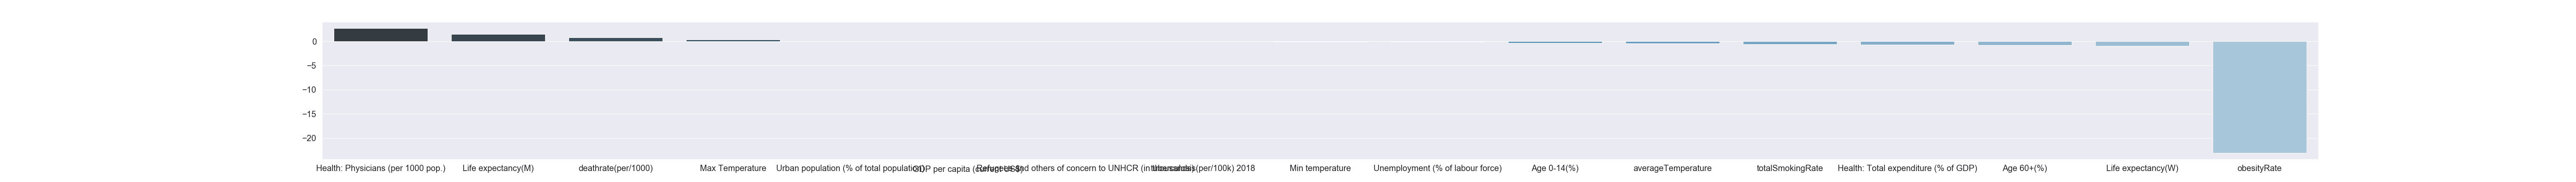 0
−5
−10
−15
−20
Health: Physicians (per 1000 pop.)
Life expectancy(M)
deathrate(per/1000)
Max Temperature
Urban population (% of total population)
GDP per capita (current US$)
Refugees and others of concern to UNHCR (in thousands)
tuberculosis(per/100k) 2018
Min temperature
Unemployment (% of labour force)
Age 0-14(%)
averageTemperature
totalSmokingRate
Health: Total expenditure (% of GDP)
Age 60+(%)
Life expectancy(W)
obesityRate